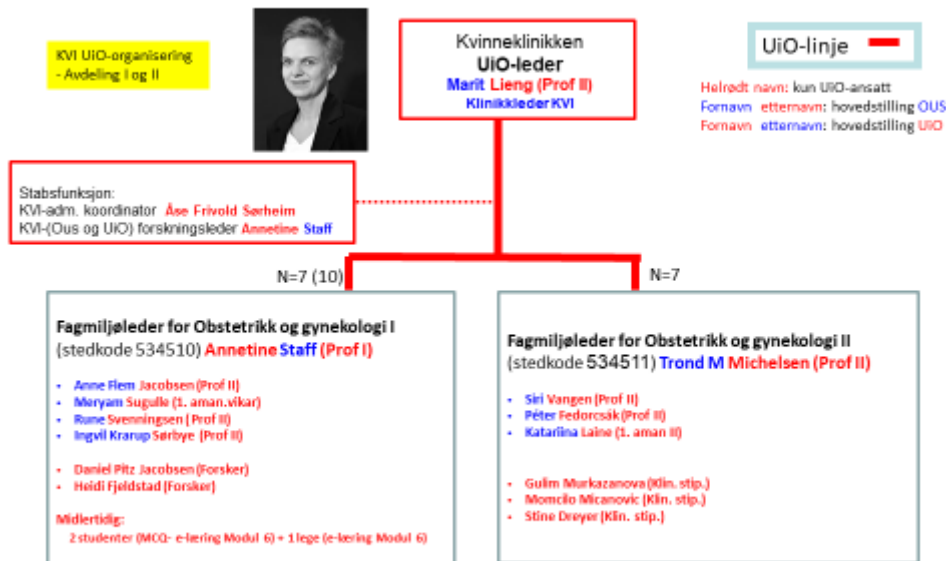 KVI UiO-organisering
- Avdeling I og II
Kvinneklinikken
UiO-leder
Marit Lieng (Prof II)
Klinikkleder KVI
UiO-linje
Helrødt navn: kun UiO-ansatt
Fornavn etternavn: hovedstilling OUS
Fornavn etternavn: hovedstilling UiO
Stabsfunksjon:
KVI-adm. koordinator Åse Frivold Sørheim
KVI-(Ous og UiO) forskningsleder Annetine Staff
N=7 (10)
N=7
Fagmiljøleder for Obstetrikk og gynekologi I
(stedkode 534510) Annetine Staff (Prof I)
• Anne Flem Jacobsen (Prof II)
• Meryam Sugulle (1. aman.vikar)
• Rune Svenningsen (Prof II)
• Ingvil Krarup Sørbye (Prof II)
• Daniel Pitz Jacobsen (Forsker)
• Heidi Fjeldstad (Forsker)
Midlertidig:
2 studenter (MCQ- e-læring Modul 6) + 1 lege (e-læring Modul 6)
Fagmiljøleder for Obstetrikk og gynekologi II
(stedkode 534511) Trond M Michelsen (Prof II)
• Siri Vangen (Prof II)
• Péter Fedorcsák (Prof II)
• Katariina Laine (1. aman II)
• Gulim Murkazanova (Klin. stip.)
• Momcilo Micanovic (Klin. stip.)
• Stine Dreyer (Klin. stip.)